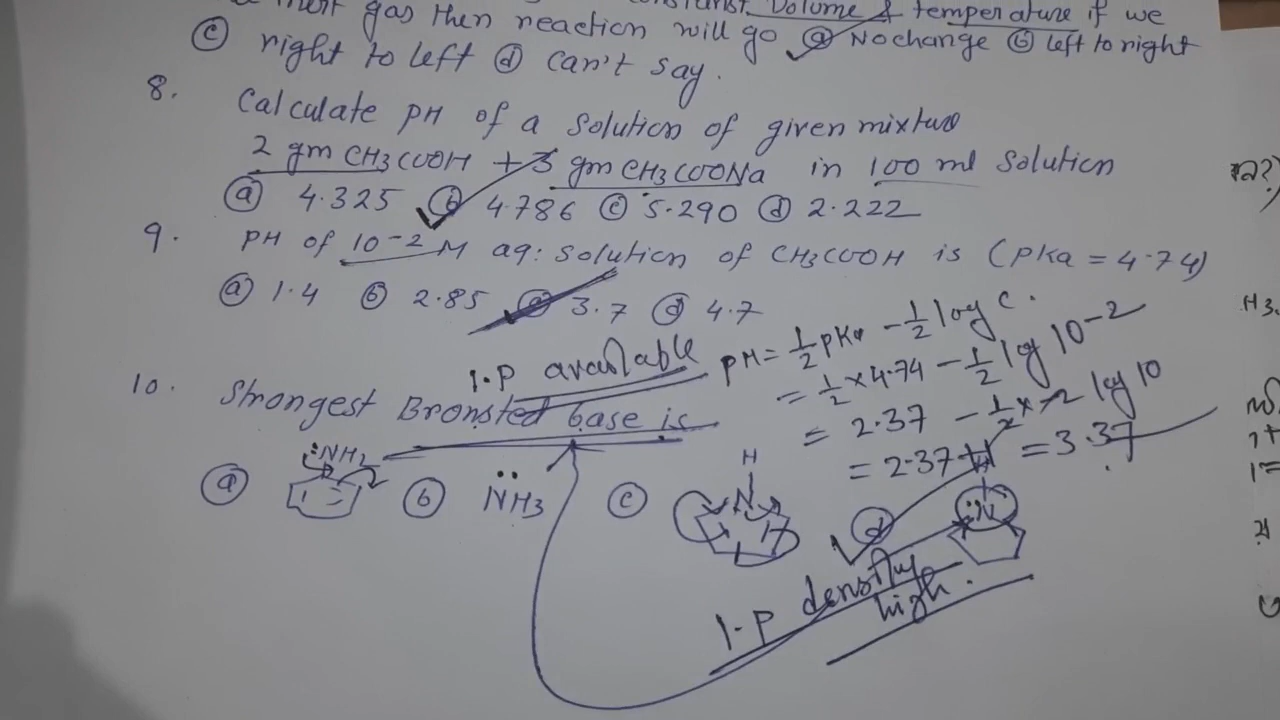 Volume & temperature if we
inert gas then reaction will go ⓐ No change ⓑ left to right
ⓒ right to left ⓓ can't say.
8. Calculate PH of a solution of given mixture
2 gm CH3COOH + 3 gm CH3COONa in 100 ml solution
ⓐ 4.325 ⓑ 4.786 ⓒ 5.290 ⓓ 2.222
9. PH of 10-2 M aq: solution of CH3COOH is (PKa = 4.74)
ⓐ 1.4 ⓑ 2.85 ⓒ 3.7 ⓓ 4.7
pH = 1/2 pKa - 1/2 log C.
= 1/2 × 4.74 - 1/2 log 10-2
= 2.37 - 1/2 × -2 log 10
= 2.37 + 1 = 3.37
l.p available
10. Strongest Bronsted base is
ⓐ NH2 ⓑ NH3 ⓒ N H ⓓ N H
l.p density
high.